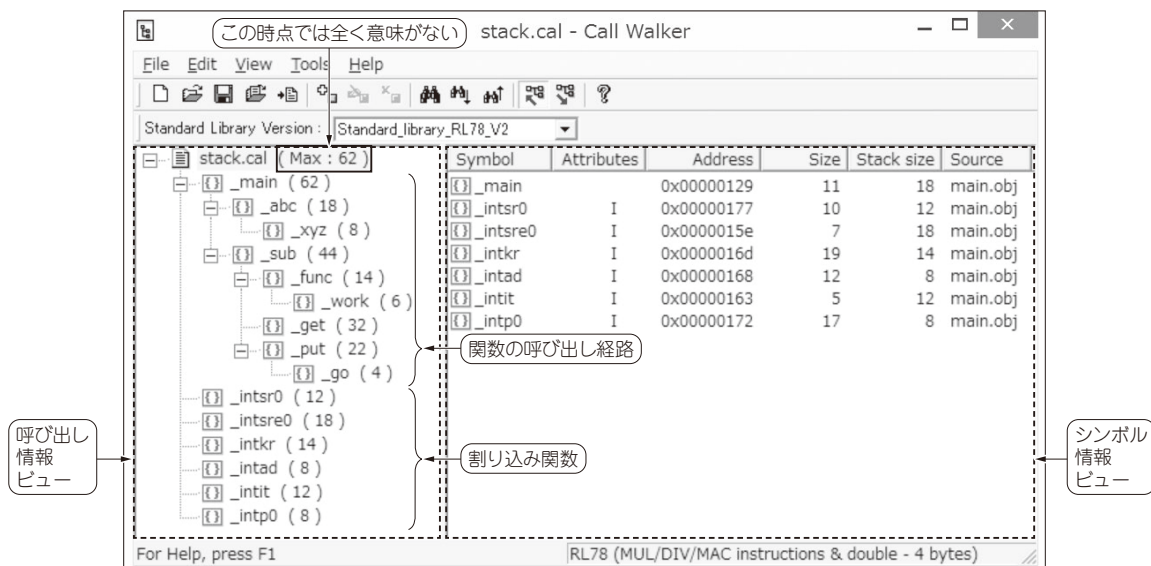 この時点では全く意味がない
stack.cal - Call Walker
File Edit View Tools Help
Standard Library Version : Standard_library_RL78_V2
stack.cal ( Max : 62 )
_main ( 62 )
_abc ( 18 )
_xyz ( 8 )
_sub ( 44 )
_func ( 14 )
_work ( 6 )
_get ( 32 )
_put ( 22 )
_go ( 4 )
_intsr0 ( 12 )
_intsre0 ( 18 )
_intkr ( 14 )
_intad ( 8 )
_intit ( 12 )
_intp0 ( 8 )
関数の呼び出し経路
割り込み関数
呼び出し
情報
ビュー
Symbol Attributes Address Size Stack size Source
_main 0x00000129 11 18 main.obj
_intsr0 I 0x00000177 10 12 main.obj
_intsre0 I 0x0000015e 7 18 main.obj
_intkr I 0x0000016d 19 14 main.obj
_intad I 0x00000168 12 8 main.obj
_intit I 0x00000163 5 12 main.obj
_intp0 I 0x00000172 17 8 main.obj
シンボル
情報
ビュー
For Help, press F1
RL78 (MUL/DIV/MAC instructions & double - 4 bytes)